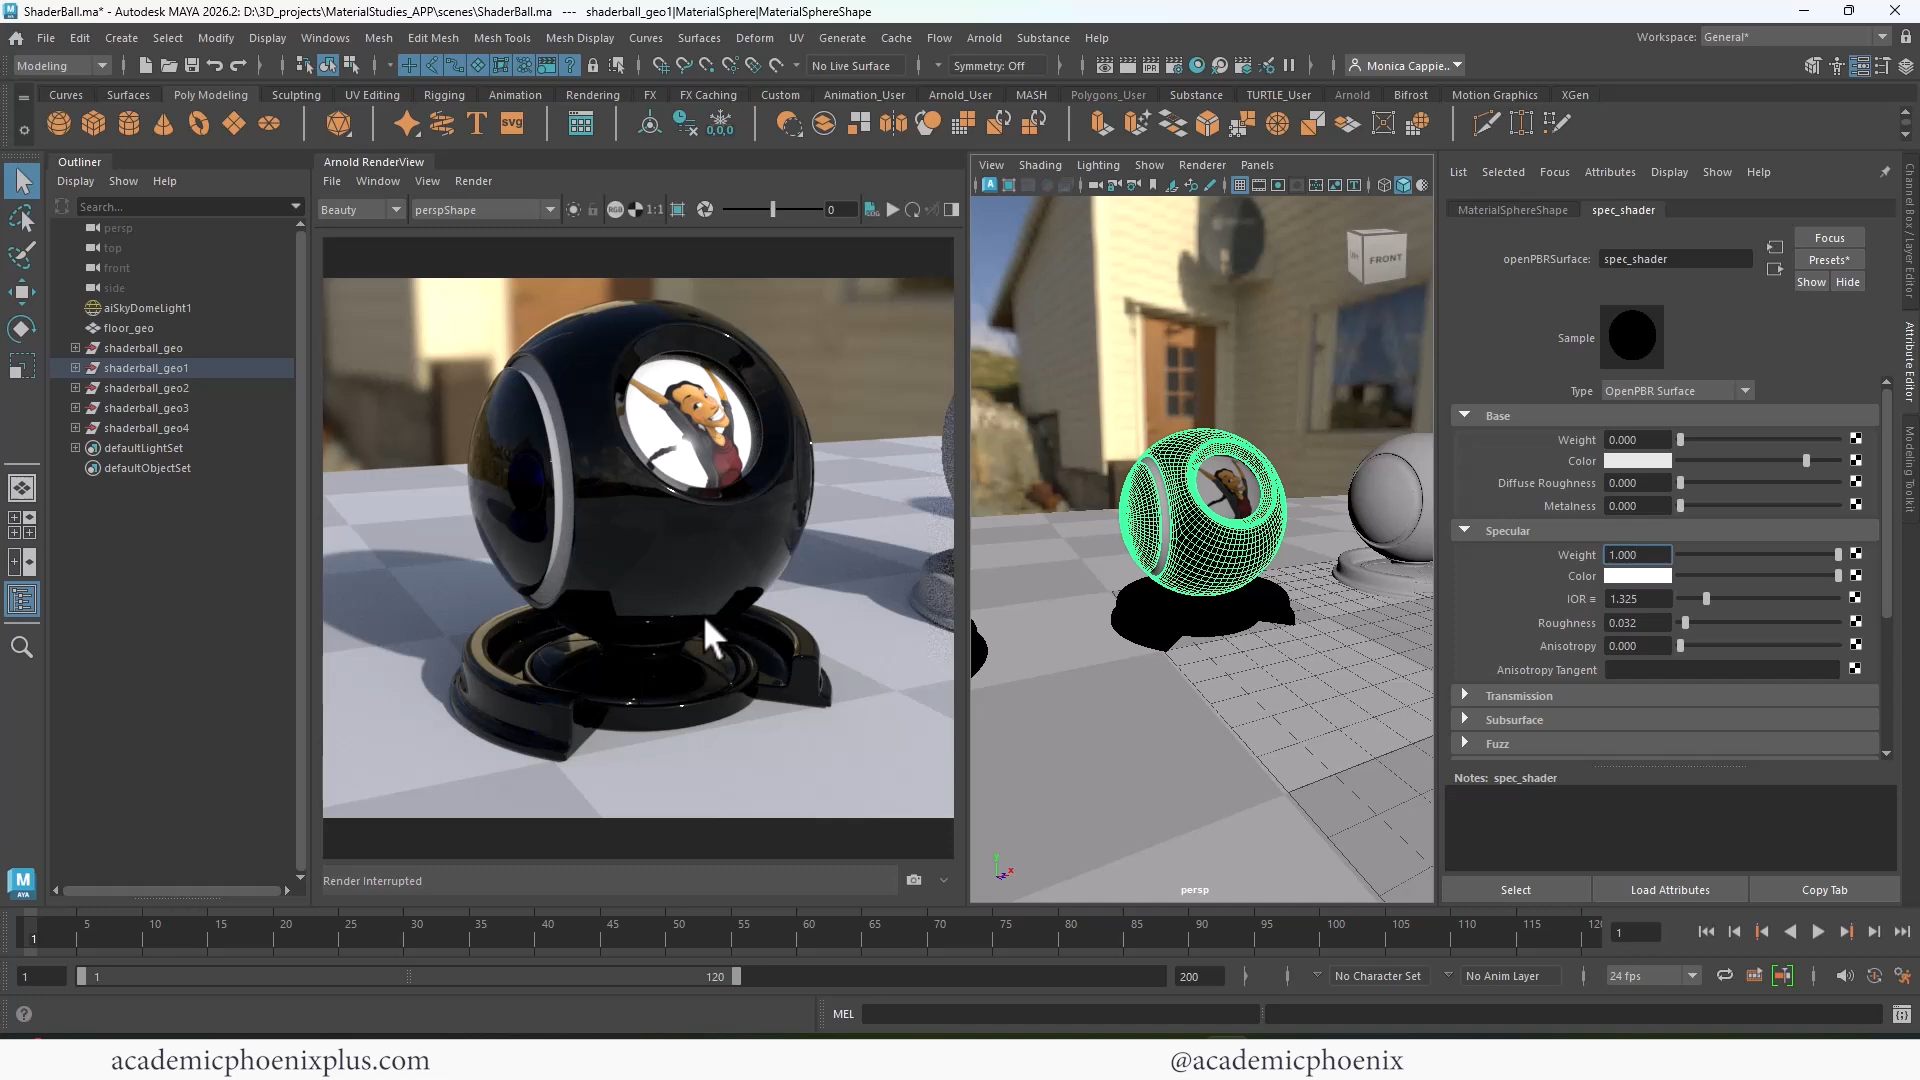 ShaderBall.ma* - Autodesk MAYA 2026.2: D:\3D_projects\MaterialStudies_APP\scenes\ShaderBall.ma   ---   shaderball_geo1|MaterialSphere|MaterialSphereShape
File Edit Create Select Modify Display Windows Mesh Edit Mesh Mesh Tools Mesh Display Curves Surfaces Deform UV Generate Cache Flow Arnold Substance Help
Workspace: General*
Modeling
No Live Surface
Symmetry: Off
Monica Cappie..
Curves Surfaces Poly Modeling Sculpting UV Editing Rigging Animation Rendering FX FX Caching Custom Animation_User Arnold_User MASH Polygons_User Substance TURTLE_User Arnold Bifrost Motion Graphics XGen
Outliner
Display Show Help
Search...
persp
top
front
side
aiSkyDomeLight1
floor_geo
shaderball_geo
shaderball_geo1
shaderball_geo2
shaderball_geo3
shaderball_geo4
defaultLightSet
defaultObjectSet
Arnold RenderView
File Window View Render
Beauty
perspShape
RGB
1:1
0
Render Interrupted
View Shading Lighting Show Renderer Panels
FRONT
persp
List Selected Focus Attributes Display Show Help
MaterialSphereShape
spec_shader
openPBRSurface: spec_shader
Focus
Presets*
Show Hide
Sample
Type OpenPBR Surface
Base
Weight 0.000
Color
Diffuse Roughness 0.000
Metalness 0.000
Specular
Weight 1.000
Color
IOR = 1.325
Roughness 0.032
Anisotropy 0.000
Anisotropy Tangent
Transmission
Subsurface
Fuzz
Notes: spec_shader
Select
Load Attributes
Copy Tab
Channel Box / Layer Editor
Attribute Editor
Modeling Toolkit
5 10 15 20 25 30 35 40 45 50 55 60 65 70 75 80 85 90 95 100 105 110 115 120
1
1
1
1
120
200
No Character Set
No Anim Layer
24 fps
MEL
academicphoenixplus.com
@academicphoenix